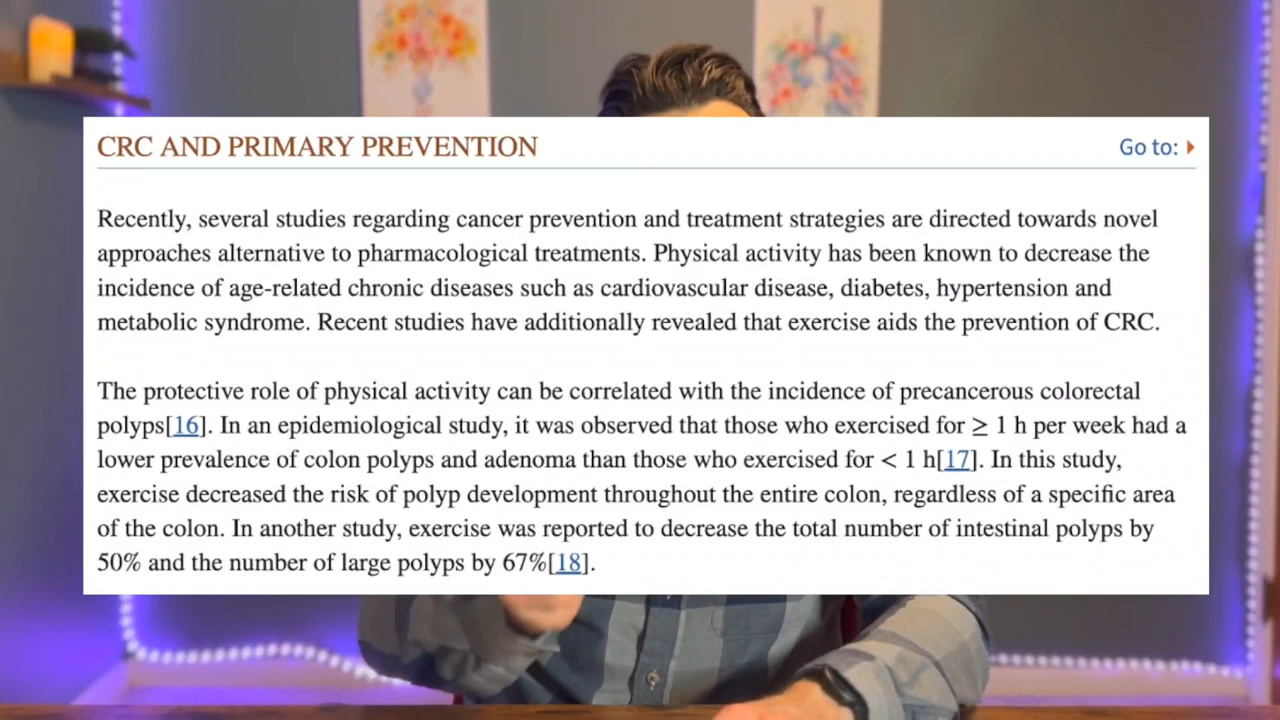 CRC AND PRIMARY PREVENTION
Go to:
Recently, several studies regarding cancer prevention and treatment strategies are directed towards novel
approaches alternative to pharmacological treatments. Physical activity has been known to decrease the
incidence of age-related chronic diseases such as cardiovascular disease, diabetes, hypertension and
metabolic syndrome. Recent studies have additionally revealed that exercise aids the prevention of CRC.
The protective role of physical activity can be correlated with the incidence of precancerous colorectal
polyps[16]. In an epidemiological study, it was observed that those who exercised for ≥ 1 h per week had a
lower prevalence of colon polyps and adenoma than those who exercised for < 1 h[17]. In this study,
exercise decreased the risk of polyp development throughout the entire colon, regardless of a specific area
of the colon. In another study, exercise was reported to decrease the total number of intestinal polyps by
50% and the number of large polyps by 67%[18].